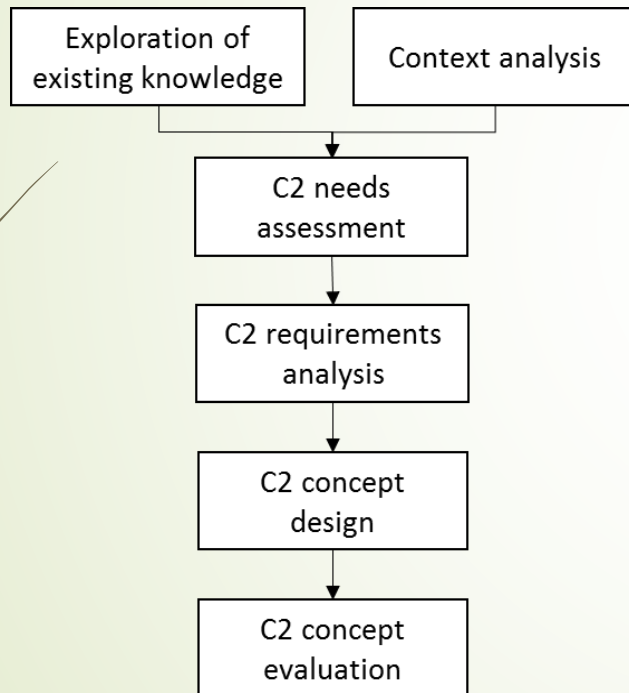 Exploration of
existing knowledge
Context analysis
C2 needs
assessment
C2 requirements
analysis
C2 concept
design
C2 concept
evaluation